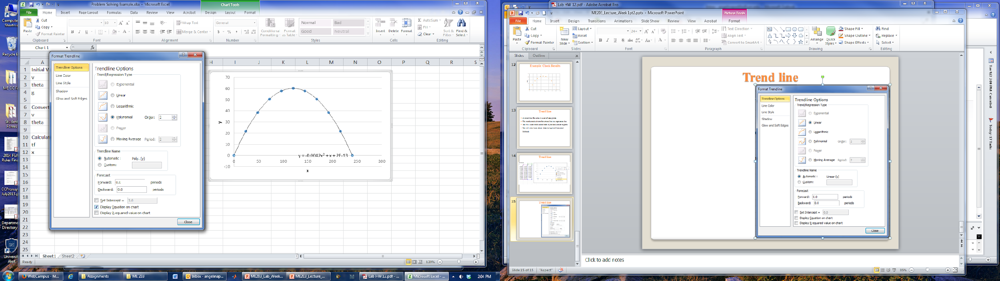 Problem Solving Example.xlsx - Microsoft Excel
Chart Tools
File Home Insert Page Layout Formulas Data Review View Acrobat Design Layout Format
Paste
Cut
Copy
Format Painter
Clipboard
10
Font
Wrap Text
Merge & Center
Alignment
General
Number
Conditional Formatting
Format as Table
Normal Bad
Good Neutral
Styles
Insert Delete Format
Cells
AutoSum
Fill
Clear
Sort & Filter
Find & Select
Editing
Chart 1
fx
A H I J K L M N O P Q R S
1 Initial V
2 v
3 theta
4 g
5
6 Convert
7 v
8 theta
9
10 Calculat
11 tf
12 x
13
14
15
16
17
18
19
20
21
22
23
24
25
Format Trendline
Trendline Options
Line Color
Line Style
Shadow
Glow and Soft Edges
Trendline Options
Trend/Regression Type
Exponential
Linear
Logarithmic
Polynomial Order: 2
Power
Moving Average Period: 2
Trendline Name
Automatic : Poly. (y)
Custom:
Forecast
Forward: 0.0 periods
Backward: 0.0 periods
Set Intercept = 0.0
Display Equation on chart
Display R-squared value on chart
Close
70
60
50
40
30
20
10
0
-10
y
y = -0.0042x² + x + 2E-13
0 50 100 150 200 250 300
x
Sheet1 Sheet2
Ready
120%
Recycle
ME CC
Student Forms
2014 FSA
Rules Fina
July2013.
Departme
Directory
Universi
Alert
WebCampus - M...
Assignments
ME 203
Inbox - angelinap...
ME203_Lab_Week...
ME203_Lecture_...
Lab HW 12.pdf - ...
Microsoft Excel - ...
2:04 PM
Lab HW 12.pdf - Adobe Acrobat Pro
ME203_Lecture_Week 1pt2.pptx - Microsoft PowerPoint
Picture Tools
File Home Insert Design Transitions Animations Slide Show Review View Acrobat Format
Paste
Cut
Copy
Format Painter
Clipboard
New Slide
Layout
Reset
Section
Slides
24+
Font
Text Direction
Align Text
Convert to SmartArt
Paragraph
Arrange
Quick Styles
Shape Fill
Shape Outline
Shape Effects
Drawing
Find
Replace
Select
Editing
Slides Outline
12
Example: Check Results
13
Trend line
14
Trend line
15
Trend line
Trend line
Format Trendline
Trendline Options
Line Color
Line Style
Shadow
Glow and Soft Edges
Trendline Options
Trend/Regression Type
Exponential
Linear
Logarithmic
Polynomial Order: 2
Power
Moving Average Period: 2
Trendline Name
Automatic : Linear (y)
Custom:
Forecast
Forward: 0.0 periods
Backward: 0.0 periods
Set Intercept = 0.0
Display Equation on chart
Display R-squared value on chart
Close
Click to add notes
Slide 15 of 15 "Aspect"
85%
Tue 9/2 2:00 PM: Canceled:
Today: 17 Tasks